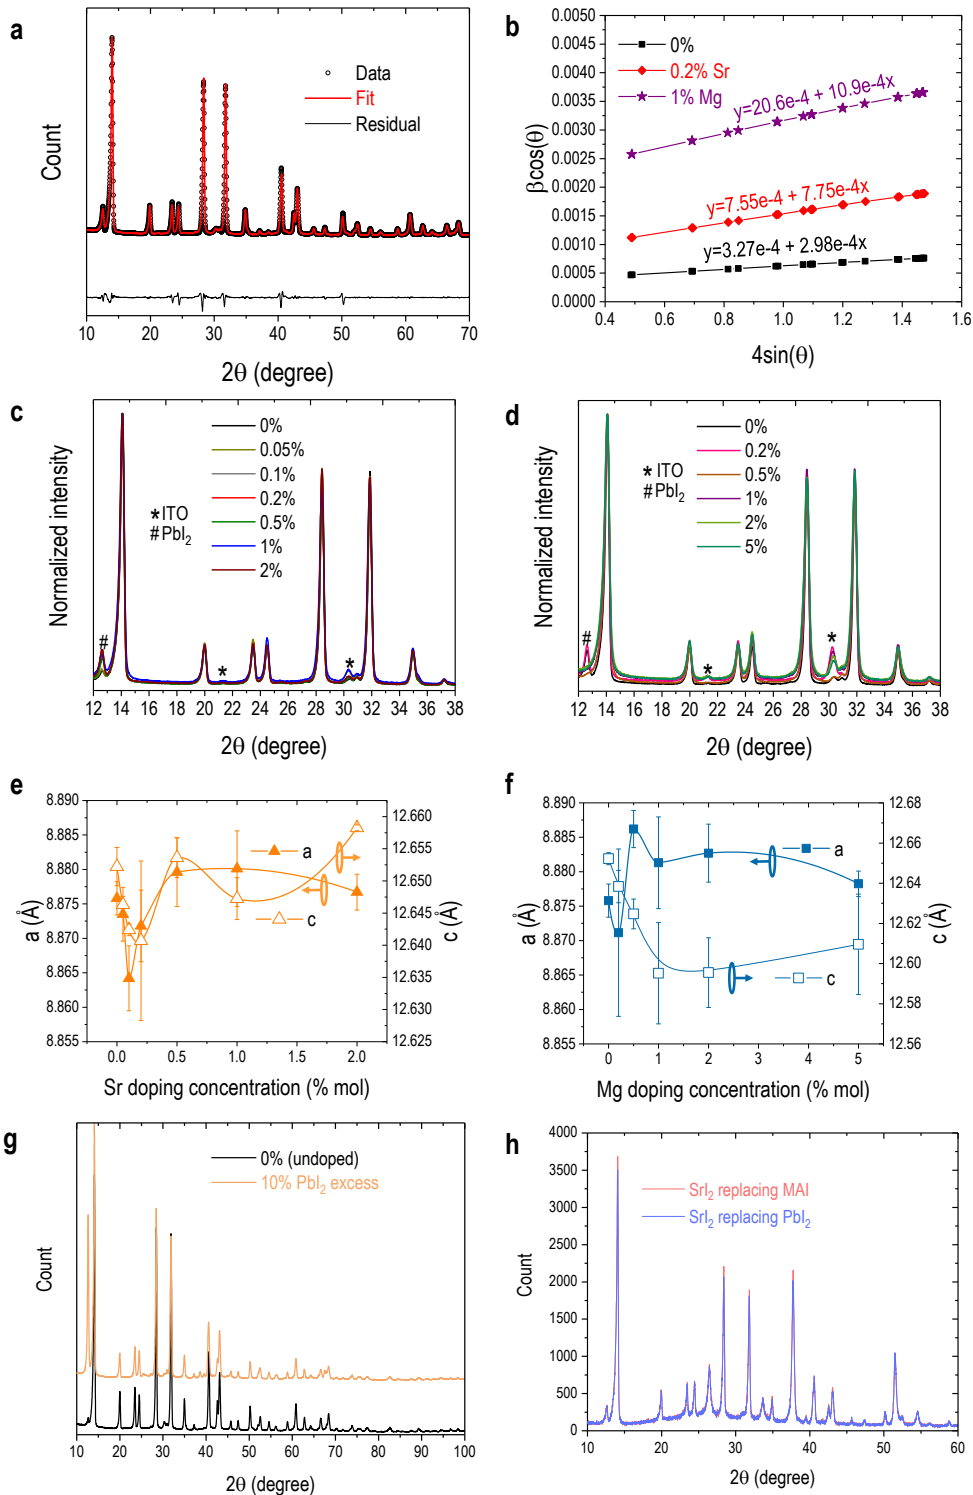 a
Count
Data
Fit
Residual
10 20 30 40 50 60 70
2θ (degree)
b
βcos(θ)
0.0050
0.0045
0.0040
0.0035
0.0030
0.0025
0.0020
0.0015
0.0010
0.0005
0.0000
0%
0.2% Sr
1% Mg
y=20.6e-4 + 10.9e-4x
y=7.55e-4 + 7.75e-4x
y=3.27e-4 + 2.98e-4x
0.4 0.6 0.8 1.0 1.2 1.4 1.6
4sin(θ)
c
Normalized intensity
0%
0.05%
0.1%
0.2%
0.5%
1%
2%
*ITO
#PbI₂
#
*
*
12 14 16 18 20 22 24 26 28 30 32 34 36 38
2θ (degree)
d
Normalized intensity
0%
0.2%
0.5%
1%
2%
5%
* ITO
# PbI₂
#
*
*
12 14 16 18 20 22 24 26 28 30 32 34 36 38
2θ (degree)
e
a (Å)
8.890
8.885
8.880
8.875
8.870
8.865
8.860
8.855
a
c
12.660
12.655
12.650
12.645
12.640
12.635
12.630
12.625
c (Å)
0.0 0.5 1.0 1.5 2.0
Sr doping concentration (% mol)
f
a (Å)
8.890
8.885
8.880
8.875
8.870
8.865
8.860
8.855
a
c
12.68
12.66
12.64
12.62
12.60
12.58
12.56
c (Å)
0 1 2 3 4 5
Mg doping concentration (% mol)
g
Count
0% (undoped)
10% PbI₂ excess
10 20 30 40 50 60 70 80 90 100
2θ (degree)
h
Count
4000
3500
3000
2500
2000
1500
1000
500
0
SrI₂ replacing MAI
SrI₂ replacing PbI₂
10 20 30 40 50 60
2θ (degree)